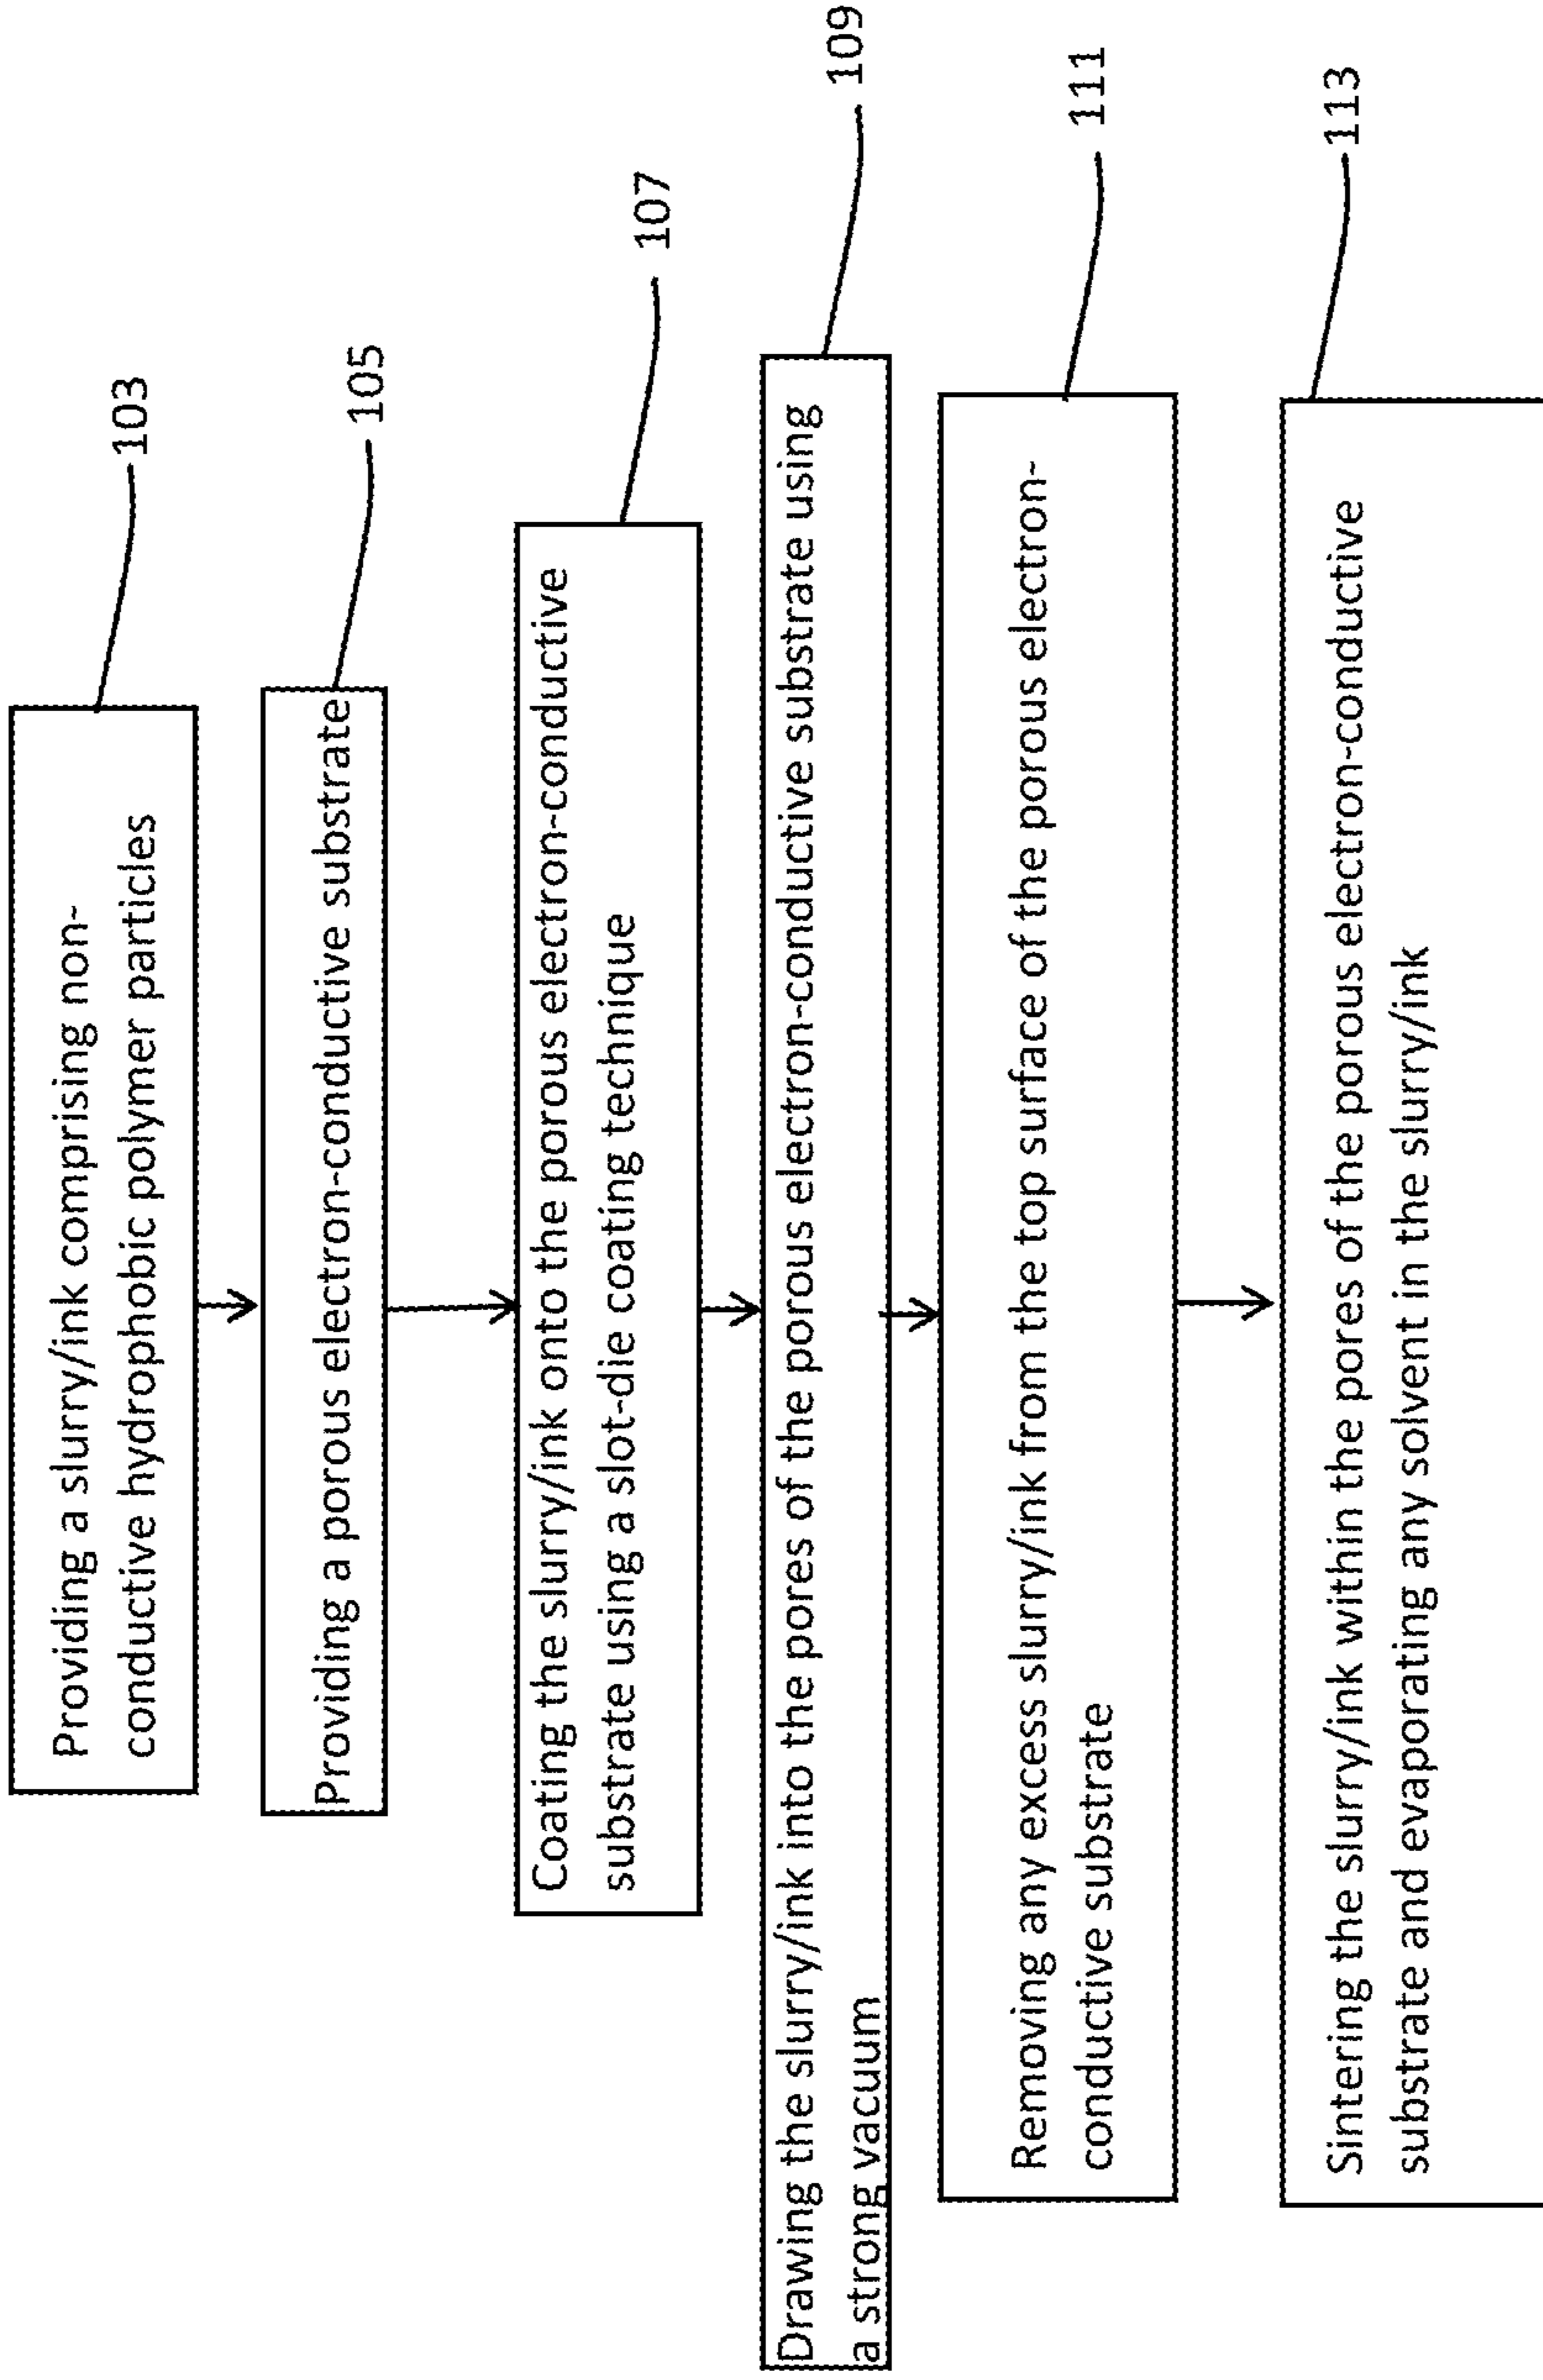 Providing a slurry/ink comprising non-
conductive hydrophobic polymer particles
103
Providing a porous electron-conductive substrate
105
Coating the slurry/ink onto the porous electron-conductive
substrate using a slot-die coating technique
107
Drawing the slurry/ink into the pores of the porous electron-conductive substrate using
a strong vacuum
109
Removing any excess slurry/ink from the top surface of the porous electron-
conductive substrate
111
Sintering the slurry/ink within the pores of the porous electron-conductive
substrate and evaporating any solvent in the slurry/ink
113